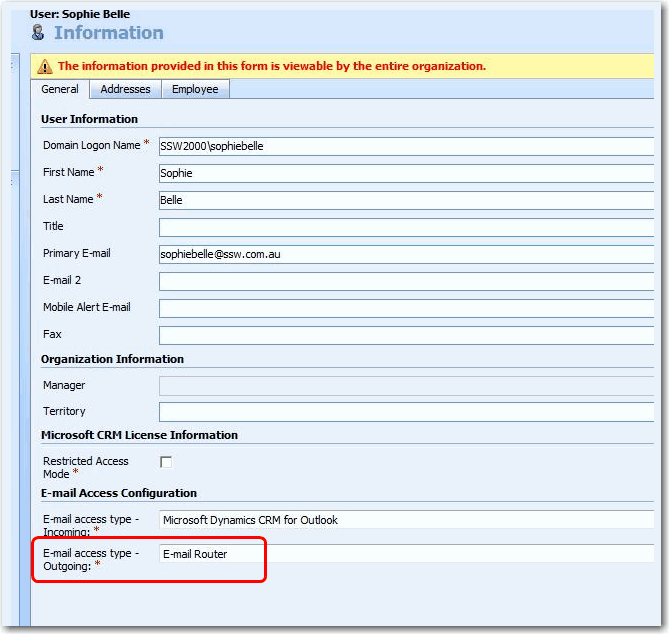 User: Sophie Belle
Information
The information provided in this form is viewable by the entire organization.
General Addresses Employee
User Information
Domain Logon Name * SSW2000\sophiebelle
First Name * Sophie
Last Name * Belle
Title
Primary E-mail sophiebelle@ssw.com.au
E-mail 2
Mobile Alert E-mail
Fax
Organization Information
Manager
Territory
Microsoft CRM License Information
Restricted Access
Mode *
E-mail Access Configuration
E-mail access type - Microsoft Dynamics CRM for Outlook
Incoming: *
E-mail access type - E-mail Router
Outgoing: *